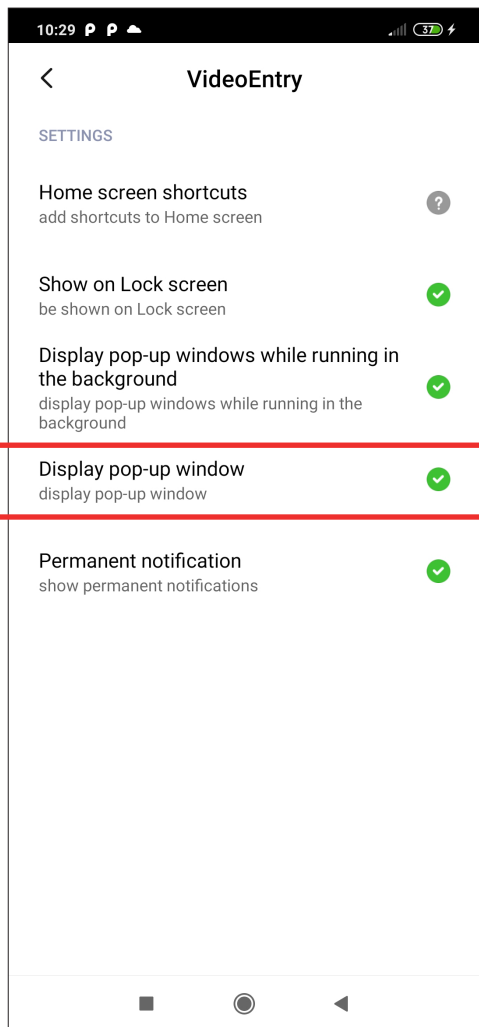 10:29 P P 37
VideoEntry
SETTINGS
Home screen shortcuts
add shortcuts to Home screen
?
Show on Lock screen
be shown on Lock screen
Display pop-up windows while running in
the background
display pop-up windows while running in the
background
Display pop-up window
display pop-up window
Permanent notification
show permanent notifications